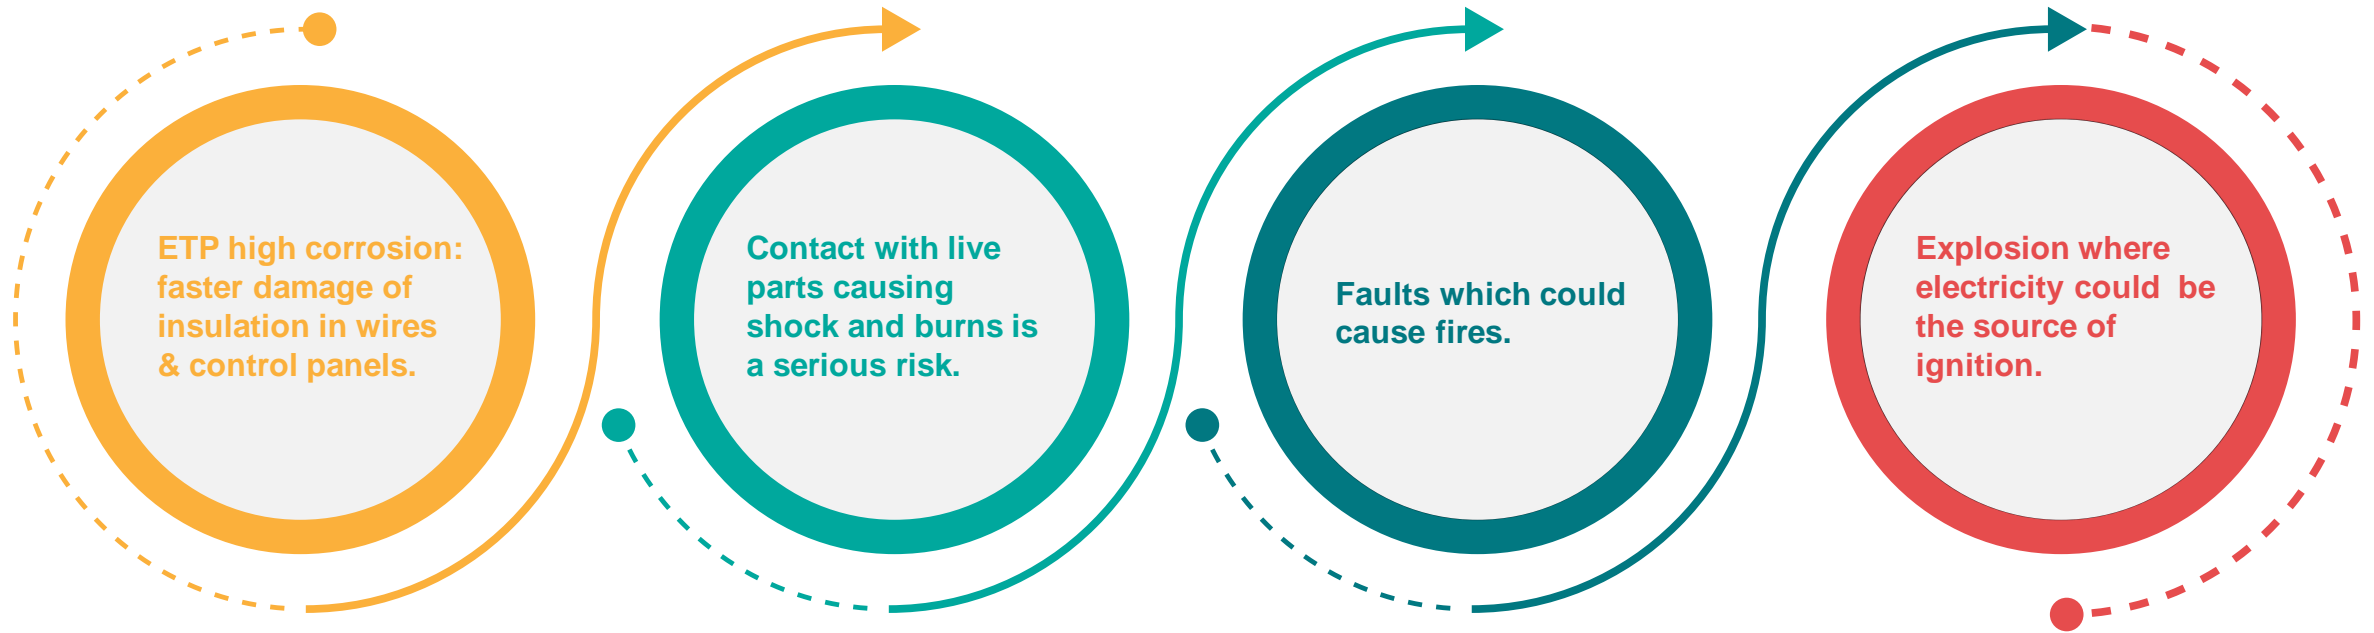 ETP high corrosion:
faster damage of
insulation in wires
& control panels.
Contact with live
parts causing
shock and burns is
a serious risk.
Faults which could
cause fires.
Explosion where
electricity could  be
the source of
ignition.